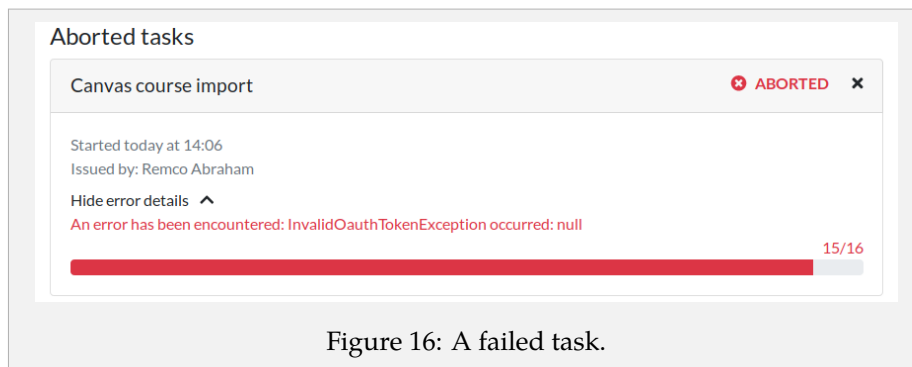 Aborted tasks
Canvas course import
ABORTED
Started today at 14:06
Issued by: Remco Abraham
Hide error details
An error has been encountered: InvalidOauthTokenException occurred: null
15/16
Figure 16: A failed task.